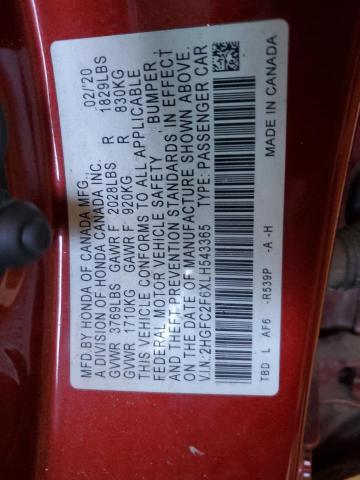 MFD.BY HONDA OF CANADA MFG. 02/'20
A DIVISION OF HONDA CANADA INC.
GVWR 3769LBS GAWR F 2028LBS R 1829LBS
GVWR 1710KG GAWR F 920KG R 830KG
THIS VEHICLE CONFORMS TO ALL APPLICABLE
FEDERAL MOTOR VEHICLE SAFETY , BUMPER ,
AND THEFT PREVENTION STANDARDS IN EFFECT
ON THE DATE OF MANUFACTURE SHOWN ABOVE.
V.I.N:2HGFC2F6XLH543365 TYPE:PASSENGER CAR
TBD L AF6 -R539P -A -H MADE IN CANADA